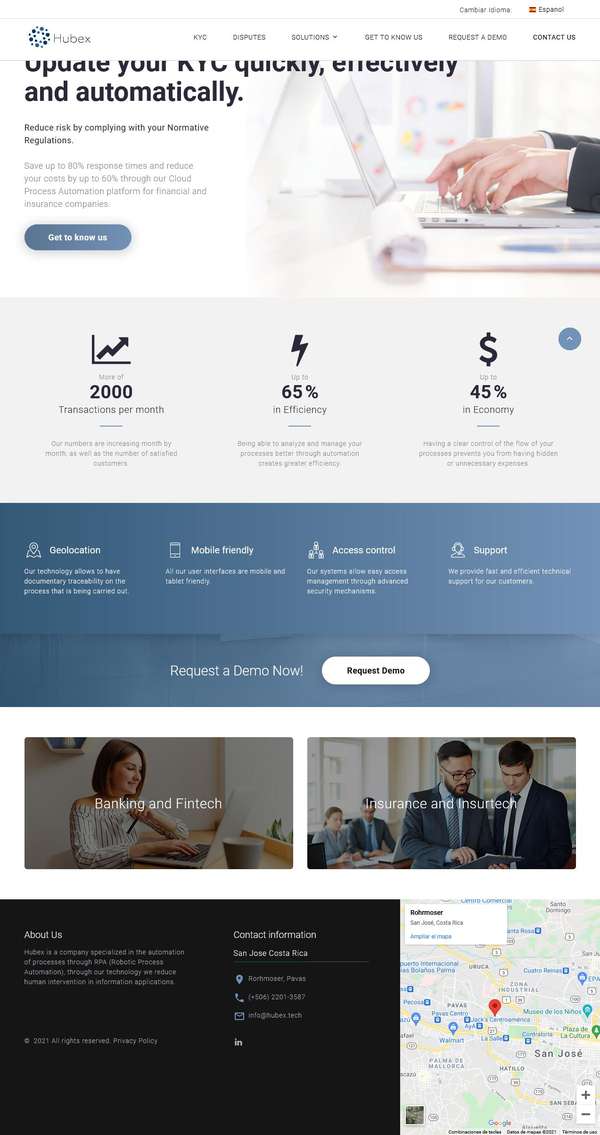 Cambiar idioma: Espanol
Hubex
KYC DISPUTES SOLUTIONS GET TO KNOW US REQUEST A DEMO CONTACT US
Update your KYC quickly, effectively
and automatically.
Reduce risk by complying with your Normative
Regulations.
Save up to 80% response times and reduce
your costs by up to 60% through our Cloud
Process Automation platform for financial and
insurance companies.
Get to know us
More of
2000
Transactions per month
Our numbers are increasing month by
month, as well as the number of satisfied
customers.
Up to
65 %
in Efficiency
Being able to analyze and manage your
processes better through automation
creates greater efficiency.
Up to
45 %
in Economy
Having a clear control of the flow of your
processes prevents you from having hidden
or unnecessary expenses.
Geolocation
Our technology allows to have
documentary traceability on the
process that is being carried out.
Mobile friendly
All our user interfaces are mobile and
tablet friendly.
Access control
Our systems allow easy access
management through advanced
security mechanisms.
Support
We provide fast and efficient technical
support for our customers.
Request a Demo Now!
Request Demo
Banking and Fintech
Insurance and Insurtech
About Us
Hubex is a company specialized in the automation
of processes through RPA (Robotic Process
Automation), through our technology we reduce
human intervention in information applications.
© 2021 All rights reserved. Privacy Policy
Contact information
San Jose Costa Rica
Rorhmoser, Pavas
(+506) 2201-3587
info@hubex.tech
in
Rohrmoser
San José, Costa Rica
Ampliar el mapa
Centro Comercial
Santo
Domingo
Cencosa
URUCA
Cuatro Reinas
ZONA
INDUSTRIAL
PAVAS
Museo de los Niños
Pavas Centro
Jack's Centroamérica
Walmart
La Salle
Plaza de
La Cultura
San José
PALMA DE
MALLORCA
HATILLO
SAN SEBA
Google
Combinaciones de teclas Datos de mapas ©2021 Términos de uso